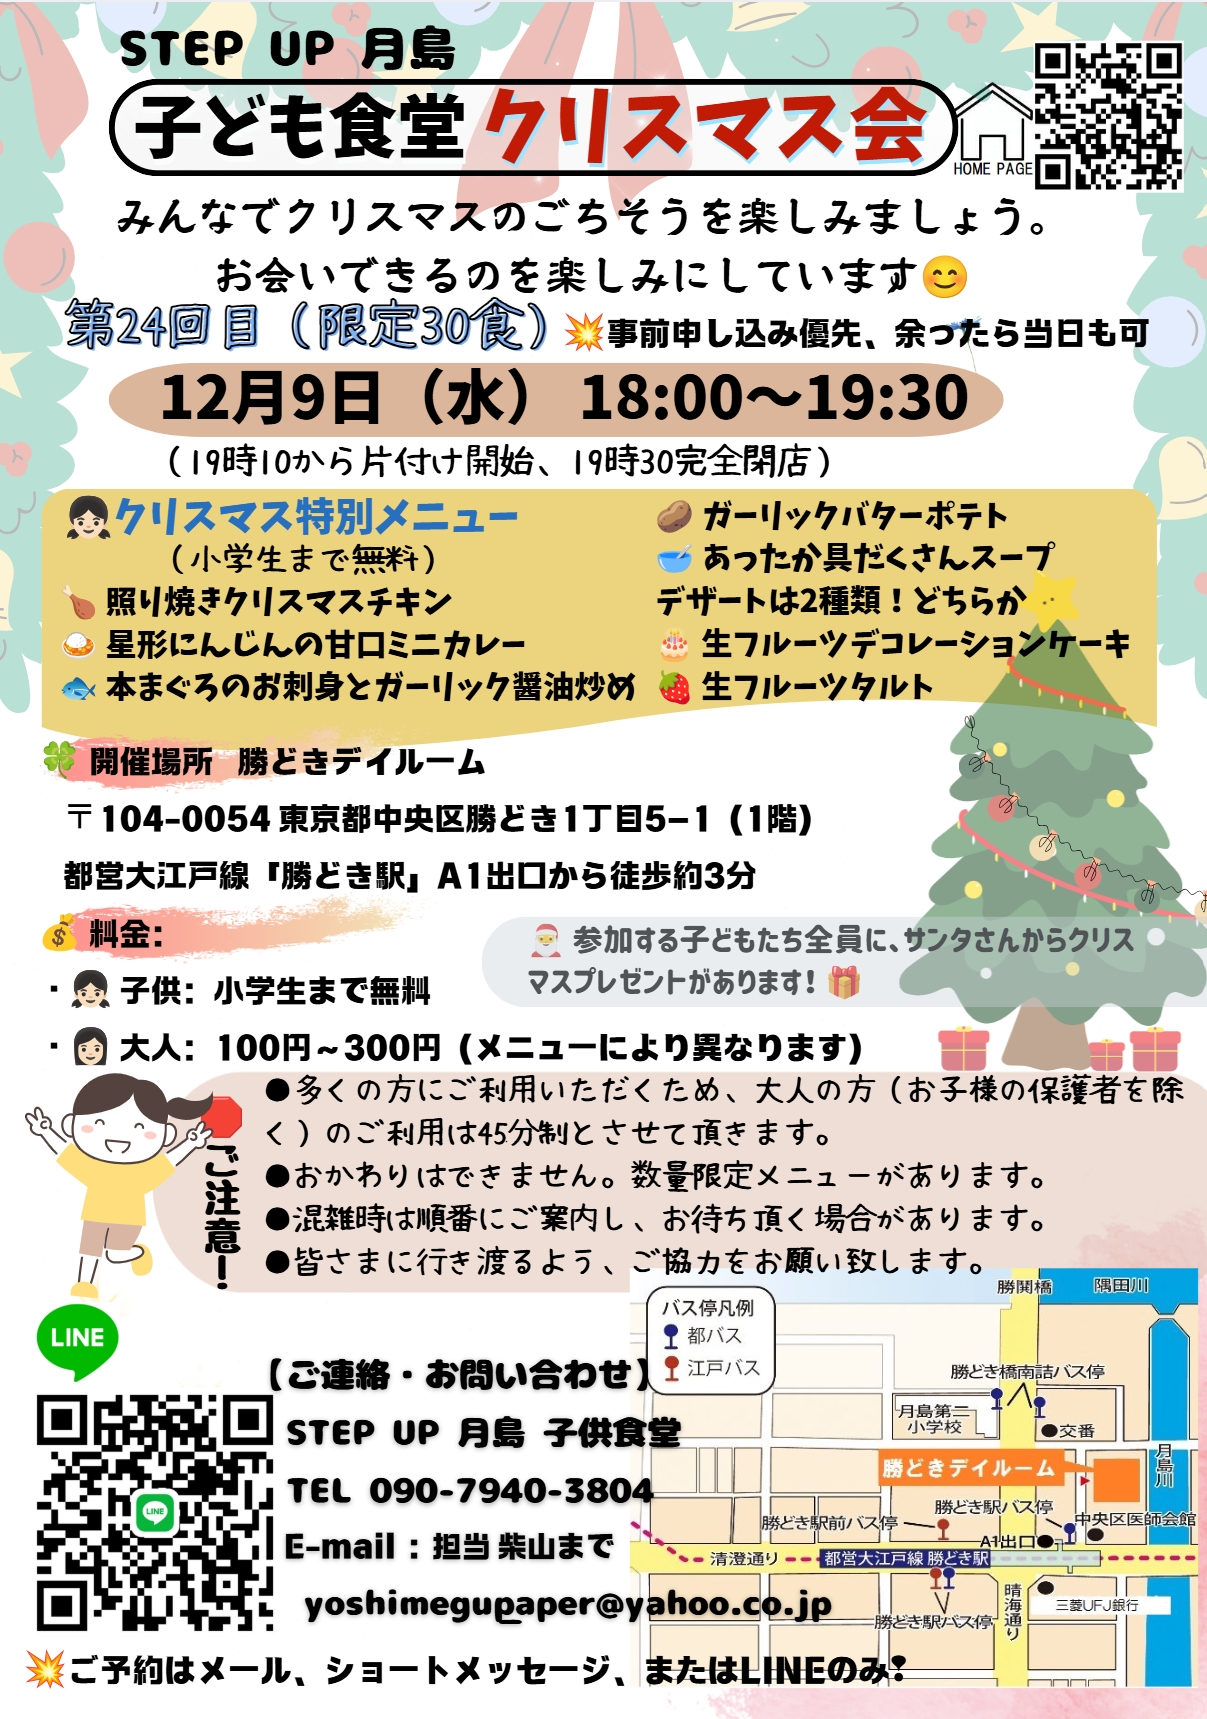 STEP UP 月島
子ども食堂 クリスマス会
HOME PAGE
みんなでクリスマスのごちそうを楽しみましょう。
お会いできるのを楽しみにしています😊
第24回目（限定30食）💥事前申し込み優先、余ったら当日も可
12月9日（水） 18:00～19:30
（19時10から片付け開始、19時30完全閉店）
👧クリスマス特別メニュー
（小学生まで無料）
🍗 照り焼きクリスマスチキン
🍛 星形にんじんの甘口ミニカレー
🐟 本まぐろのお刺身とガーリック醤油炒め
🥔 ガーリックバターポテト
🥣 あったか具だくさんスープ
デザートは2種類！どちらか
🎂 生フルーツデコレーションケーキ
🍓 生フルーツタルト
🍀 開催場所 勝どきデイルーム
〒104-0054 東京都中央区勝どき1丁目5−1（1階）
都営大江戸線「勝どき駅」A1出口から徒歩約3分
💰 料金:
🎅 参加する子どもたち全員に、サンタさんからクリス
マスプレゼントがあります! 🎁
・👧 子供: 小学生まで無料
・👩 大人: 100円～300円（メニューにより異なります）
🛑ご注意！
●多くの方にご利用いただくため、大人の方（お子様の保護者を除
く）のご利用は45分制とさせて頂きます。
●おかわりはできません。数量限定メニューがあります。
●混雑時は順番にご案内し、お待ち頂く場合があります。
●皆さまに行き渡るよう、ご協力をお願い致します。
LINE
【ご連絡・お問い合わせ】
STEP UP 月島 子供食堂
TEL 090-7940-3804
E-mail：担当 柴山まで
yoshimegupaper@yahoo.co.jp
💥ご予約はメール、ショートメッセージ、またはLINEのみ❣
バス停凡例
都バス
江戸バス
勝鬨橋
隅田川
勝どき橋南詰バス停
月島第二
小学校
交番
月島川
勝どきデイルーム
勝どき駅バス停
勝どき駅前バス停
中央区医師会館
A1出口
清澄通り
都営大江戸線 勝どき駅
晴海通り
三菱UFJ銀行
勝どき駅バス停